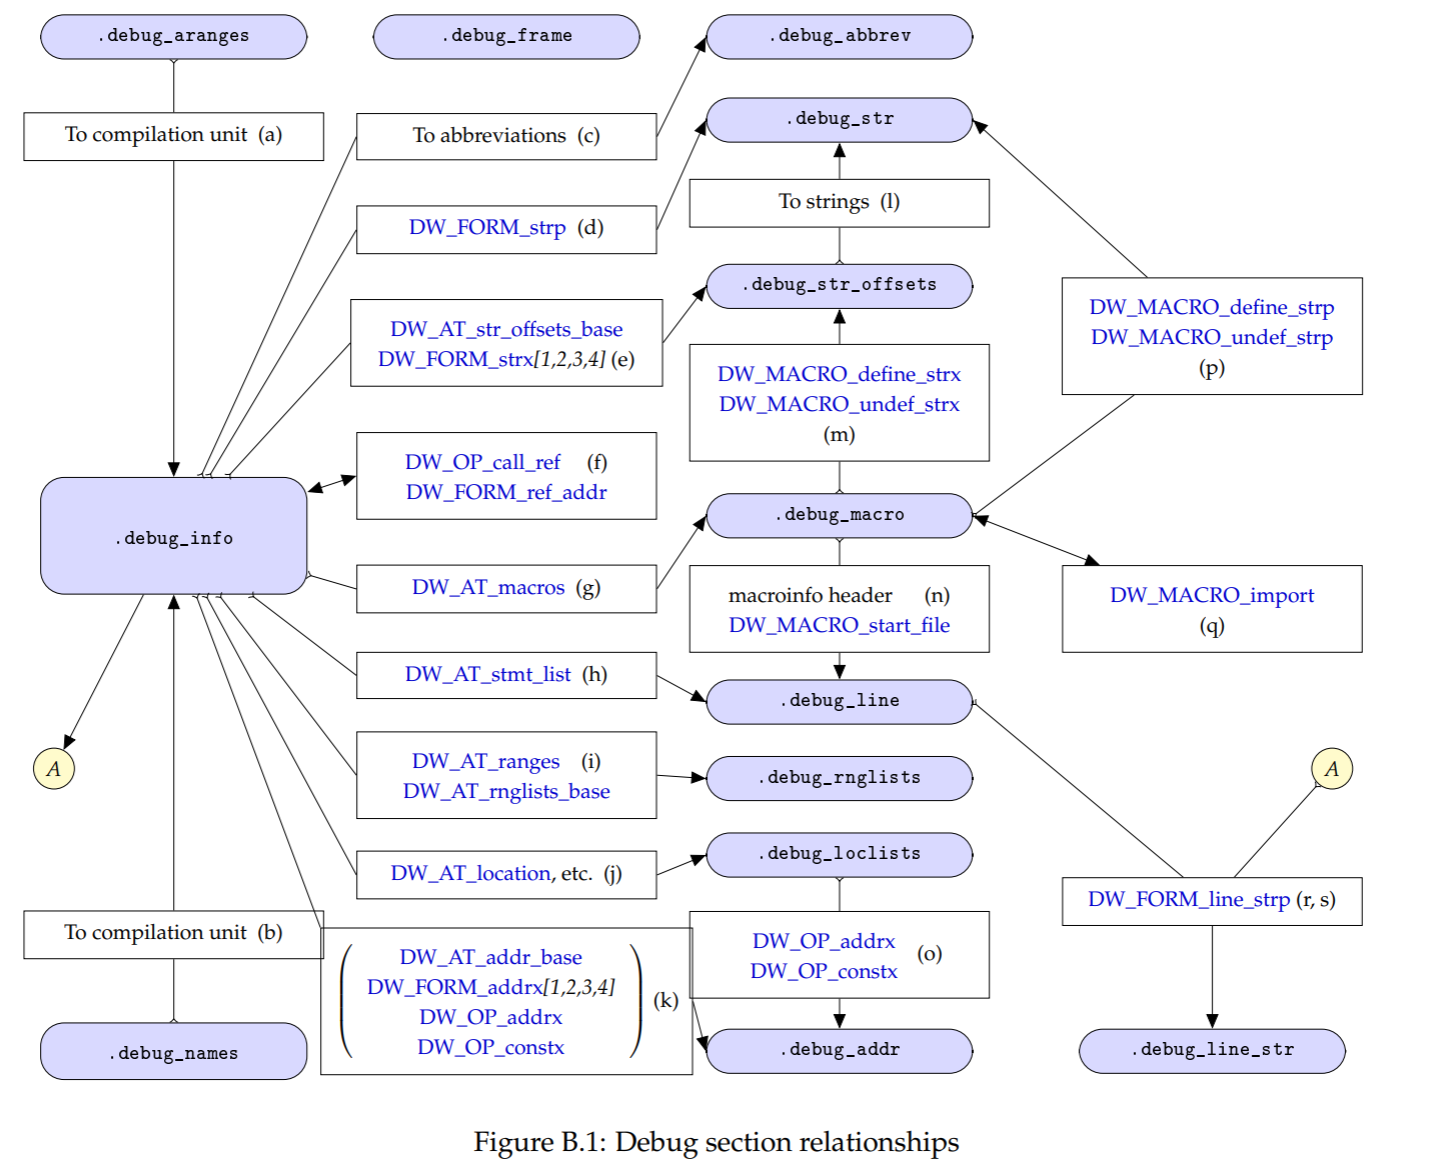 .debug_aranges
.debug_frame
.debug_abbrev
To compilation unit (a)
To abbreviations (c)
.debug_str
DW_FORM_strp (d)
To strings (l)
DW_AT_str_offsets_base
DW_FORM_strx[1,2,3,4] (e)
.debug_str_offsets
DW_MACRO_define_strp
DW_MACRO_undef_strp
(p)
DW_MACRO_define_strx
DW_MACRO_undef_strx
(m)
DW_OP_call_ref (f)
DW_FORM_ref_addr
.debug_info
.debug_macro
DW_AT_macros (g)
macroinfo header (n)
DW_MACRO_start_file
DW_MACRO_import
(q)
DW_AT_stmt_list (h)
.debug_line
A
DW_AT_ranges (i)
DW_AT_rnglists_base
.debug_rnglists
A
DW_AT_location, etc. (j)
.debug_loclists
DW_FORM_line_strp (r, s)
To compilation unit (b)
DW_AT_addr_base
DW_FORM_addrx[1,2,3,4]
DW_OP_addrx
DW_OP_constx
(k)
DW_OP_addrx
DW_OP_constx
(o)
.debug_names
.debug_addr
.debug_line_str
Figure B.1: Debug section relationships